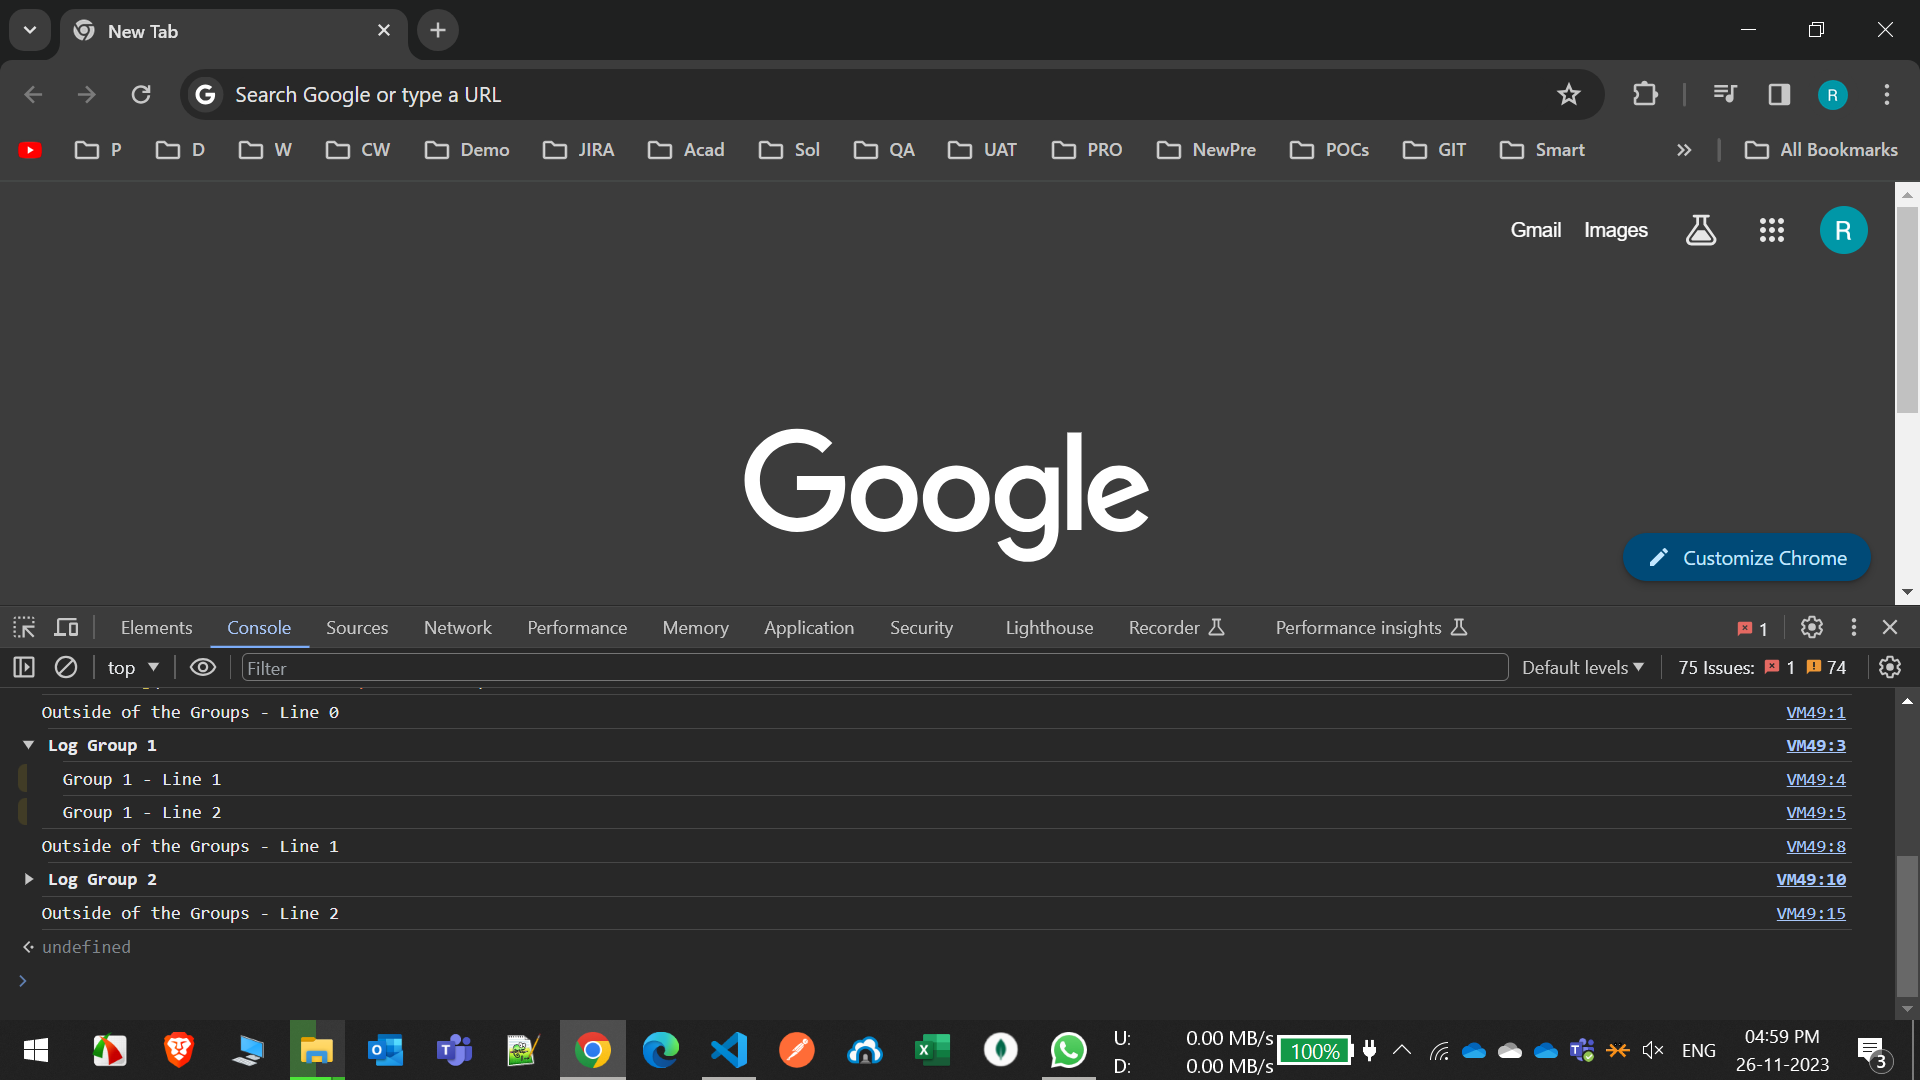 New Tab
Search Google or type a URL
R
P D W CW Demo JIRA Acad Sol QA UAT PRO NewPre POCs GIT Smart All Bookmarks
Gmail Images R
Google
Customize Chrome
Elements Console Sources Network Performance Memory Application Security Lighthouse Recorder Performance insights 1
top Filter Default levels 75 Issues: 1 74
Outside of the Groups - Line 0 VM49:1
Log Group 1 VM49:3
Group 1 - Line 1 VM49:4
Group 1 - Line 2 VM49:5
Outside of the Groups - Line 1 VM49:8
Log Group 2 VM49:10
Outside of the Groups - Line 2 VM49:15
undefined
U: 0.00 MB/s
D: 0.00 MB/s
100%
ENG
04:59 PM
26-11-2023
3